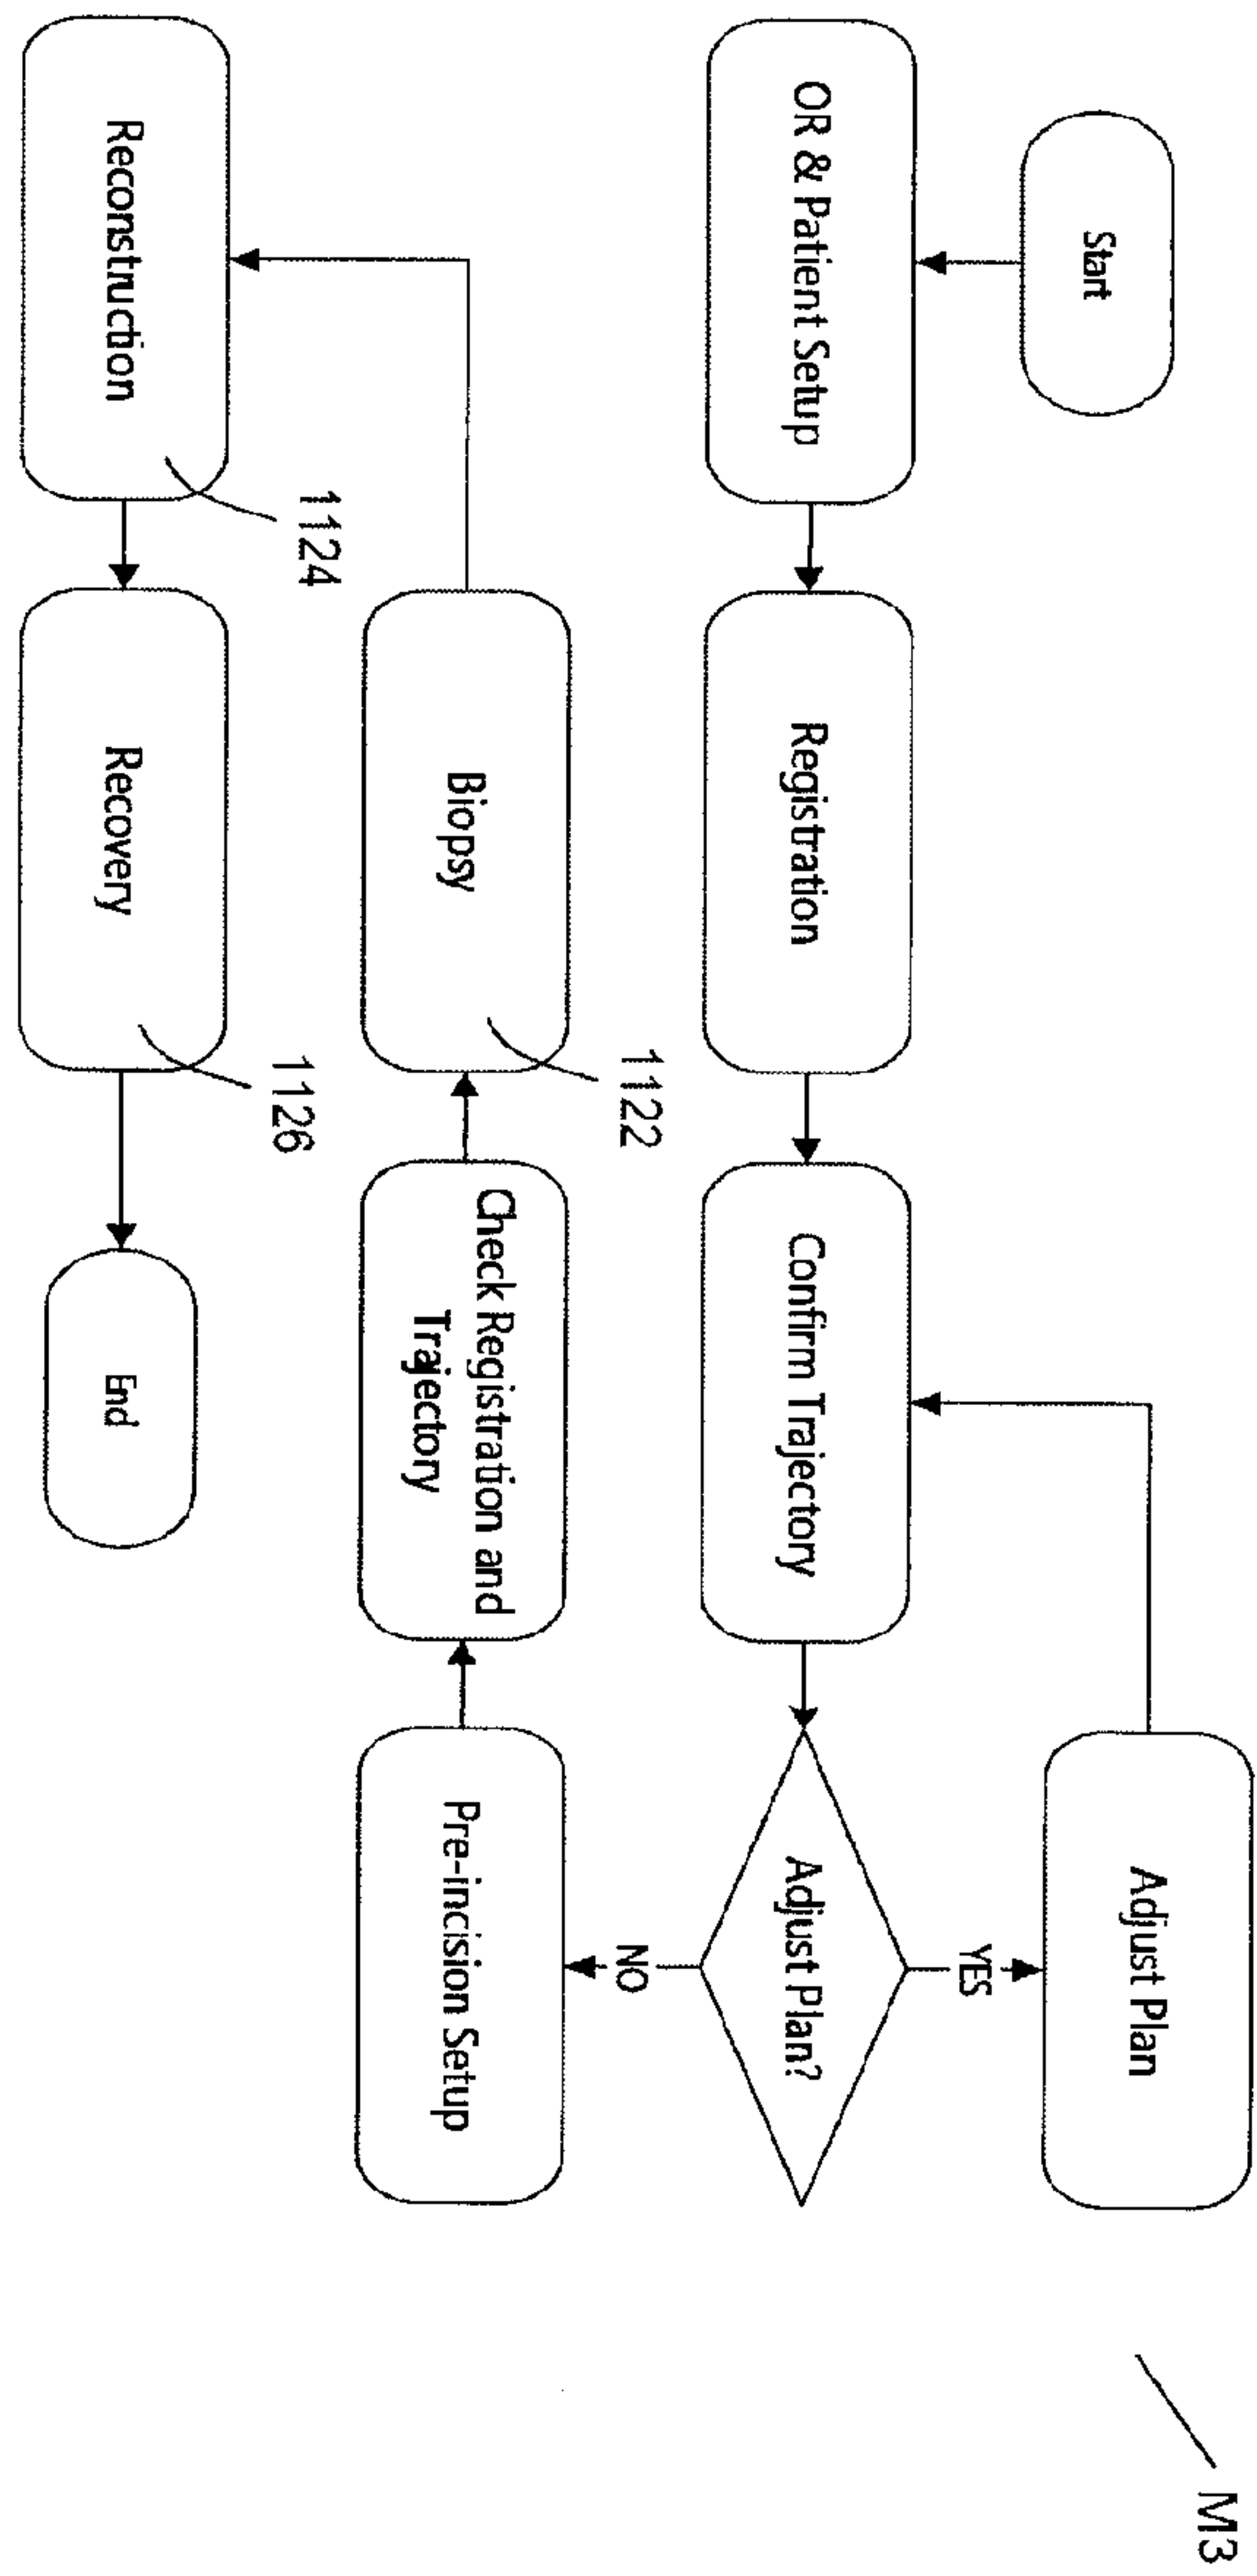 M3
Start
Adjust Plan
YES
OR & Patient Setup
Registration
Confirm Trajectory
Adjust Plan?
NO
1122
Biopsy
Check Registration and
Trajectory
Pre-incision Setup
1124
1126
Reconstruction
Recovery
End